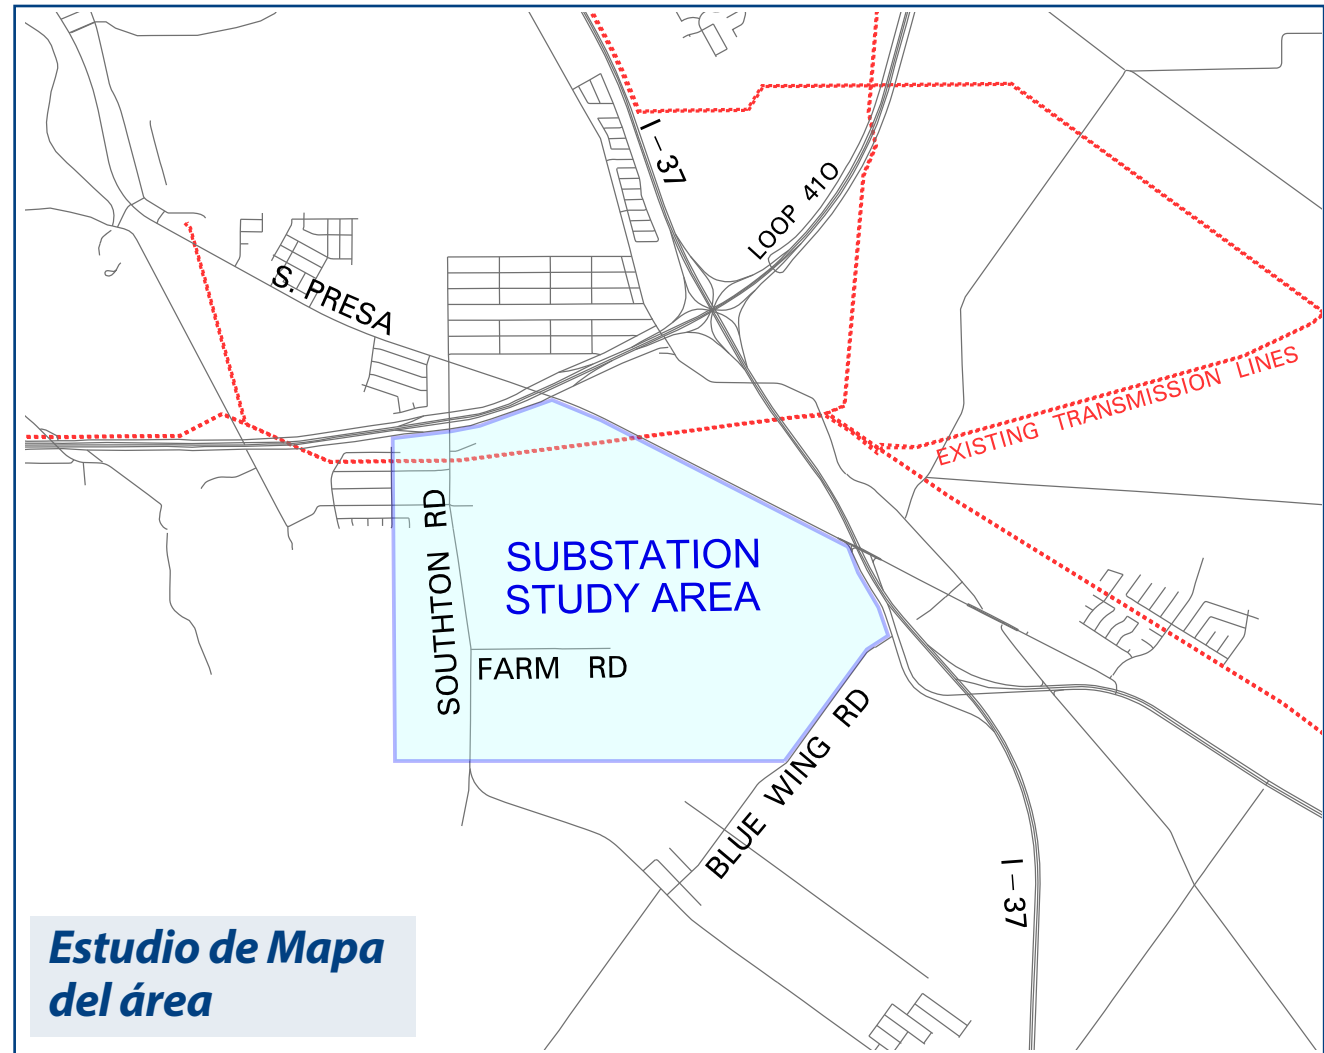 I-37
LOOP 410
S. PRESA
EXISTING TRANSMISSION LINES
SOUTHTON RD
SUBSTATION
STUDY AREA
FARM RD
BLUE WING RD
I-37
Estudio de Mapa
del área